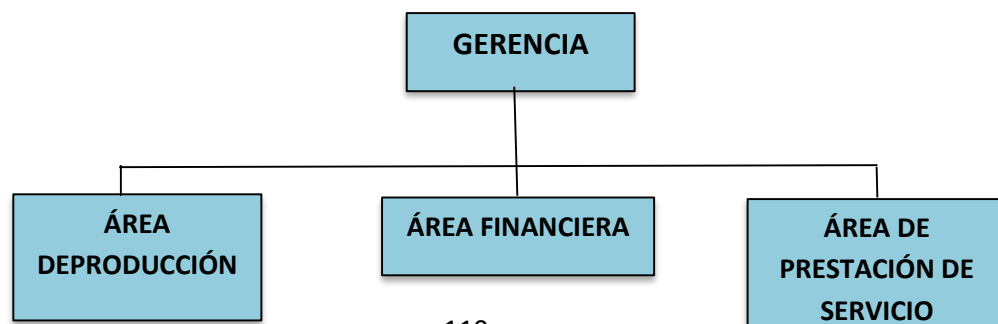 GERENCIA
ÁREA
DEPRODUCCIÓN
ÁREA FINANCIERA
ÁREA DE
PRESTACIÓN DE
SERVICIO